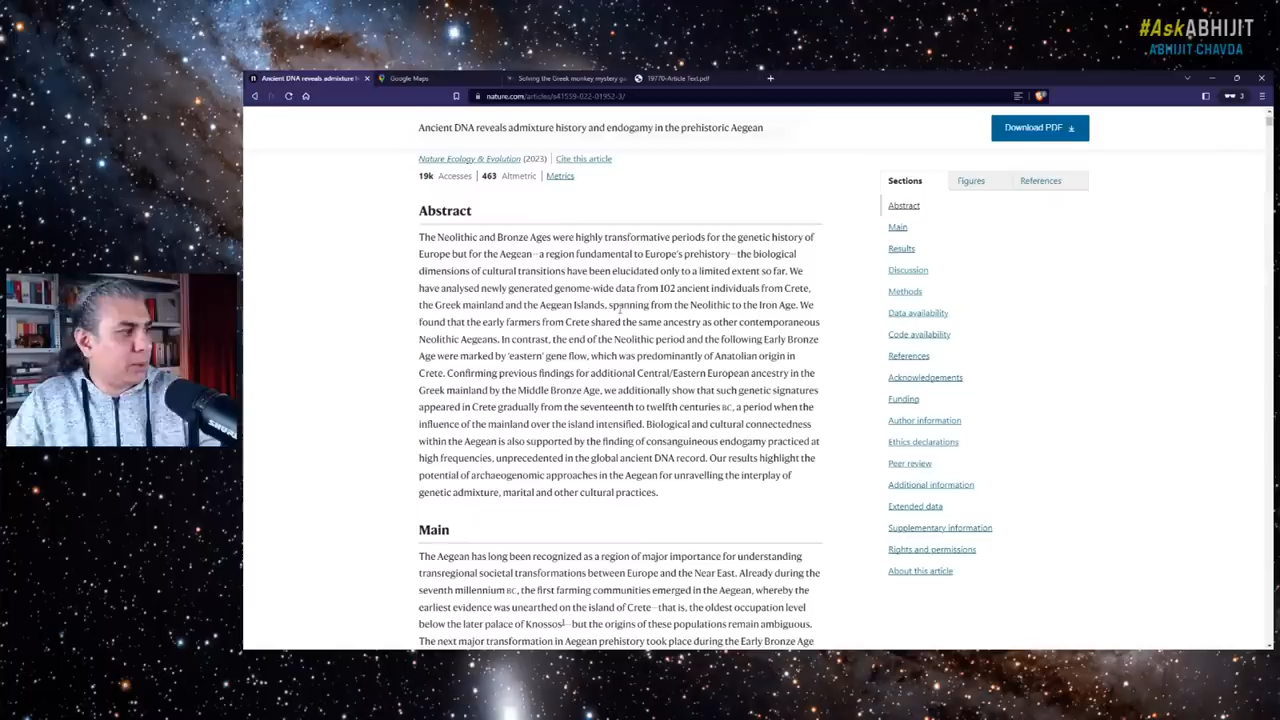 #AskABHIJIT
ABHIJIT CHAVDA
Ancient DNA reveals admixture h
Google Maps
Solving the Greek monkey mystery g
19770-Article Text.pdf
nature.com/articles/s41559-022-01952-3/
3
Ancient DNA reveals admixture history and endogamy in the prehistoric Aegean
Download PDF
Nature Ecology & Evolution (2023) | Cite this article
19k Accesses | 463 Altmetric | Metrics
Abstract
The Neolithic and Bronze Ages were highly transformative periods for the genetic history of
Europe but for the Aegean—a region fundamental to Europe's prehistory—the biological
dimensions of cultural transitions have been elucidated only to a limited extent so far. We
have analysed newly generated genome-wide data from 102 ancient individuals from Crete,
the Greek mainland and the Aegean Islands, spanning from the Neolithic to the Iron Age. We
found that the early farmers from Crete shared the same ancestry as other contemporaneous
Neolithic Aegeans. In contrast, the end of the Neolithic period and the following Early Bronze
Age were marked by 'eastern' gene flow, which was predominantly of Anatolian origin in
Crete. Confirming previous findings for additional Central/Eastern European ancestry in the
Greek mainland by the Middle Bronze Age, we additionally show that such genetic signatures
appeared in Crete gradually from the seventeenth to twelfth centuries BC, a period when the
influence of the mainland over the island intensified. Biological and cultural connectedness
within the Aegean is also supported by the finding of consanguineous endogamy practiced at
high frequencies, unprecedented in the global ancient DNA record. Our results highlight the
potential of archaeogenomic approaches in the Aegean for unravelling the interplay of
genetic admixture, marital and other cultural practices.
Main
The Aegean has long been recognized as a region of major importance for understanding
transregional societal transformations between Europe and the Near East. Already during the
seventh millennium BC, the first farming communities emerged in the Aegean, whereby the
earliest evidence was unearthed on the island of Crete—that is, the oldest occupation level
below the later palace of Knossos1—but the origins of these populations remain ambiguous.
The next major transformation in Aegean prehistory took place during the Early Bronze Age
Sections
Figures
References
Abstract
Main
Results
Discussion
Methods
Data availability
Code availability
References
Acknowledgements
Funding
Author information
Ethics declarations
Peer review
Additional information
Extended data
Supplementary information
Rights and permissions
About this article